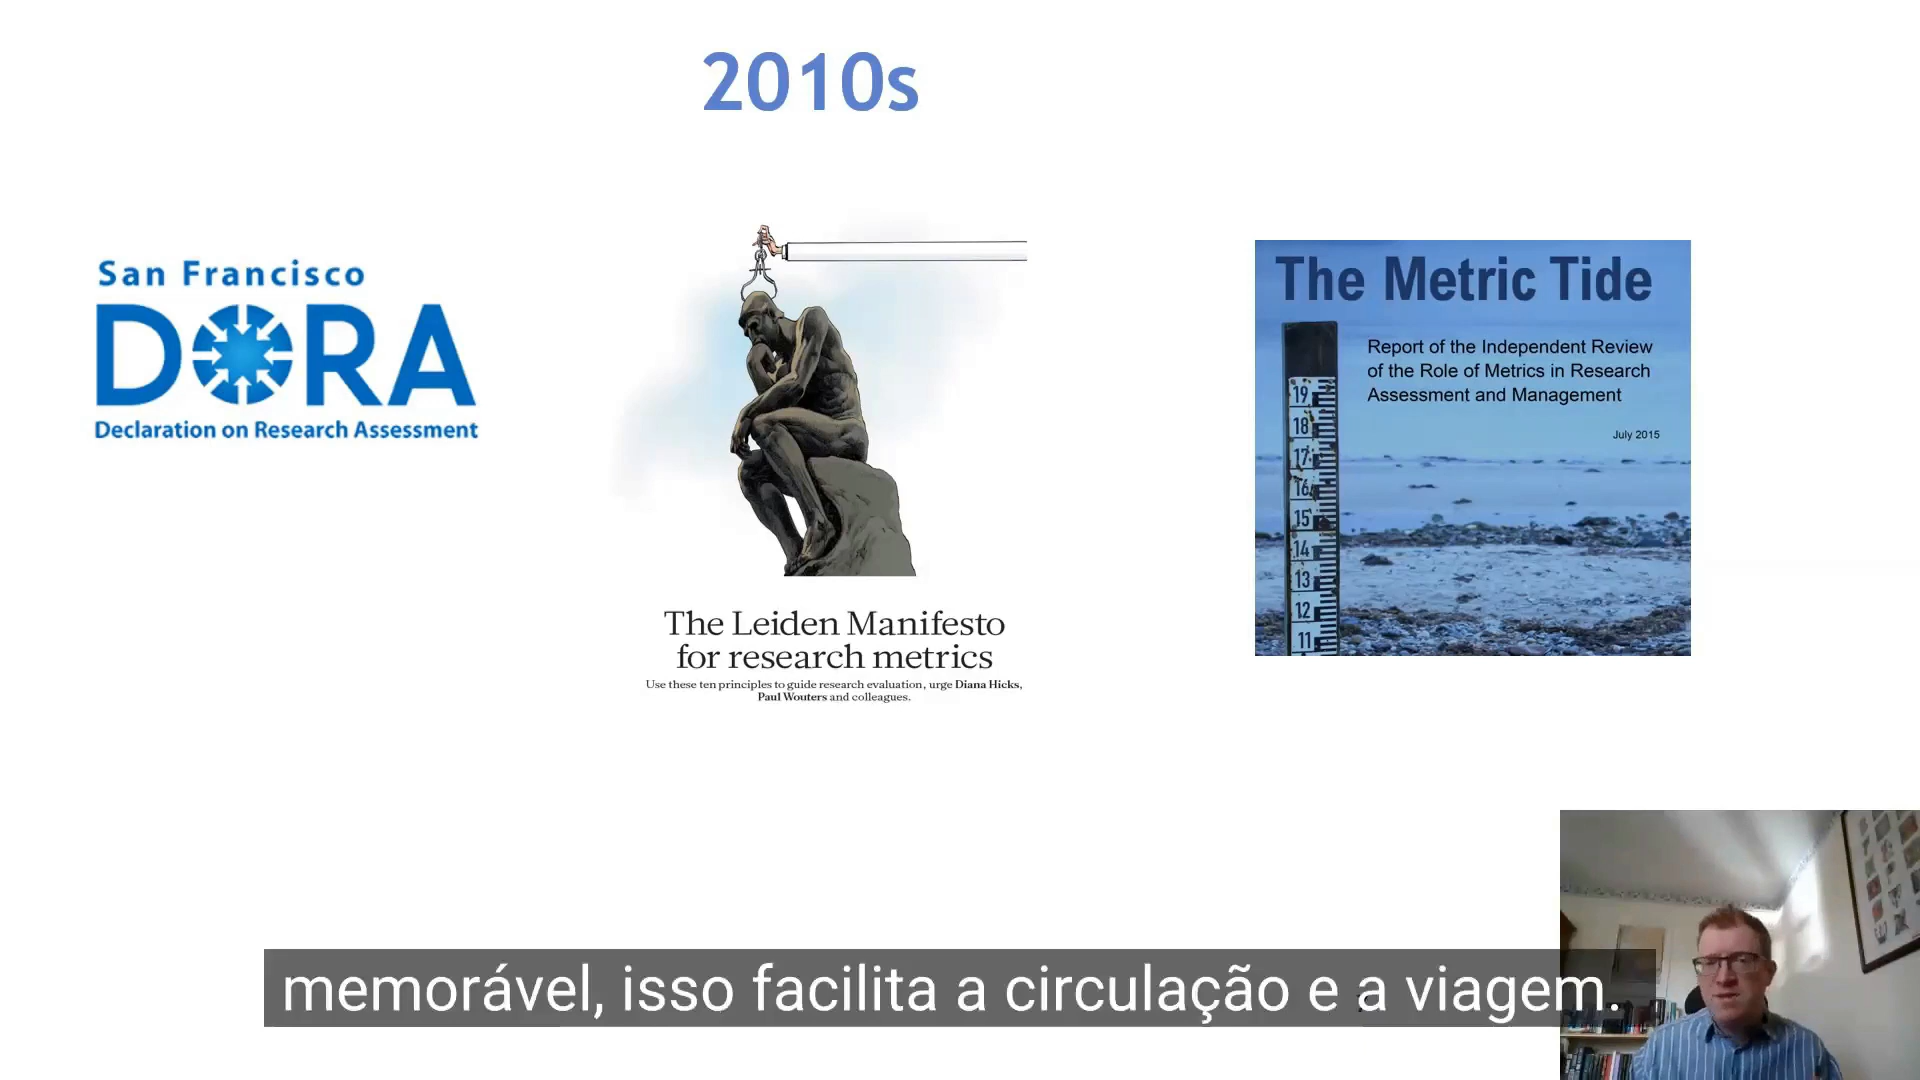 2010s
San Francisco
DORA
Declaration on Research Assessment
The Leiden Manifesto
for research metrics
Use these ten principles to guide research evaluation, urge Diana Hicks,
Paul Wouters and colleagues.
The Metric Tide
Report of the Independent Review
of the Role of Metrics in Research
Assessment and Management
July 2015
19
18
17
16
15
14
13
12
11
memorável, isso facilita a circulação e a viagem.